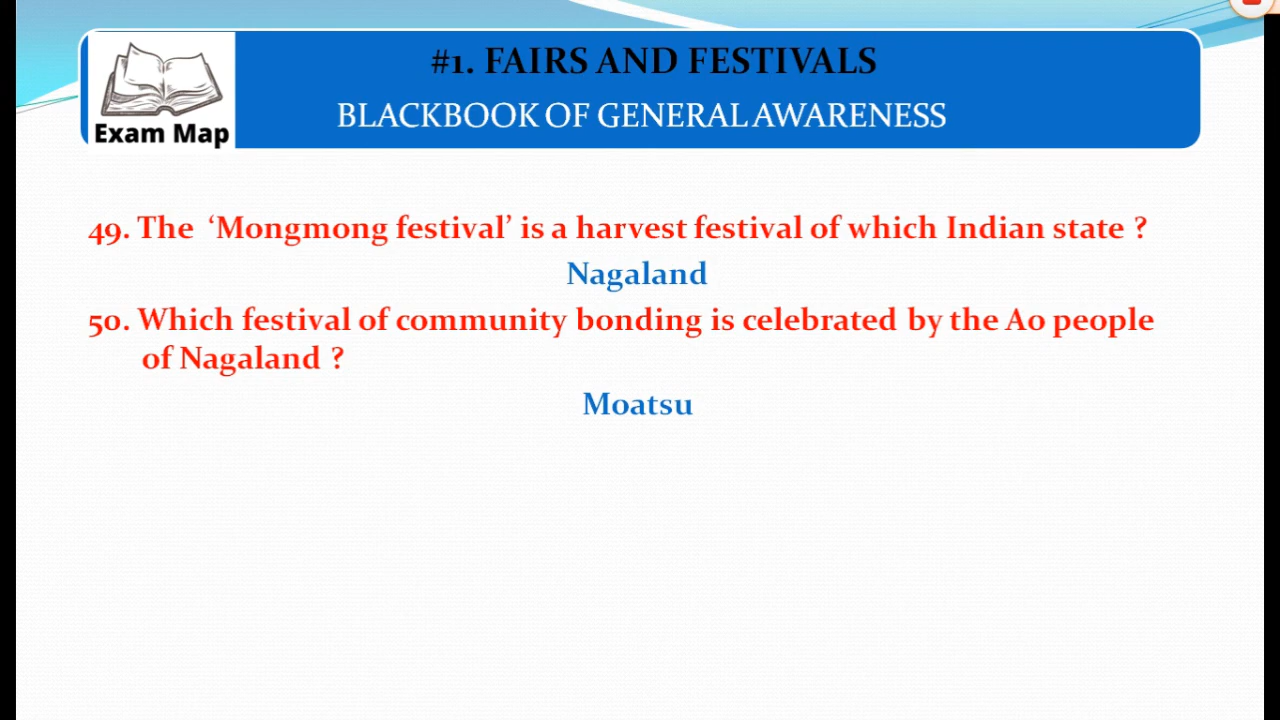 #1. FAIRS AND FESTIVALS
BLACKBOOK OF GENERAL AWARENESS
Exam Map
49. The ‘Mongmong festival’ is a harvest festival of which Indian state ?
Nagaland
50. Which festival of community bonding is celebrated by the Ao people
of Nagaland ?
Moatsu